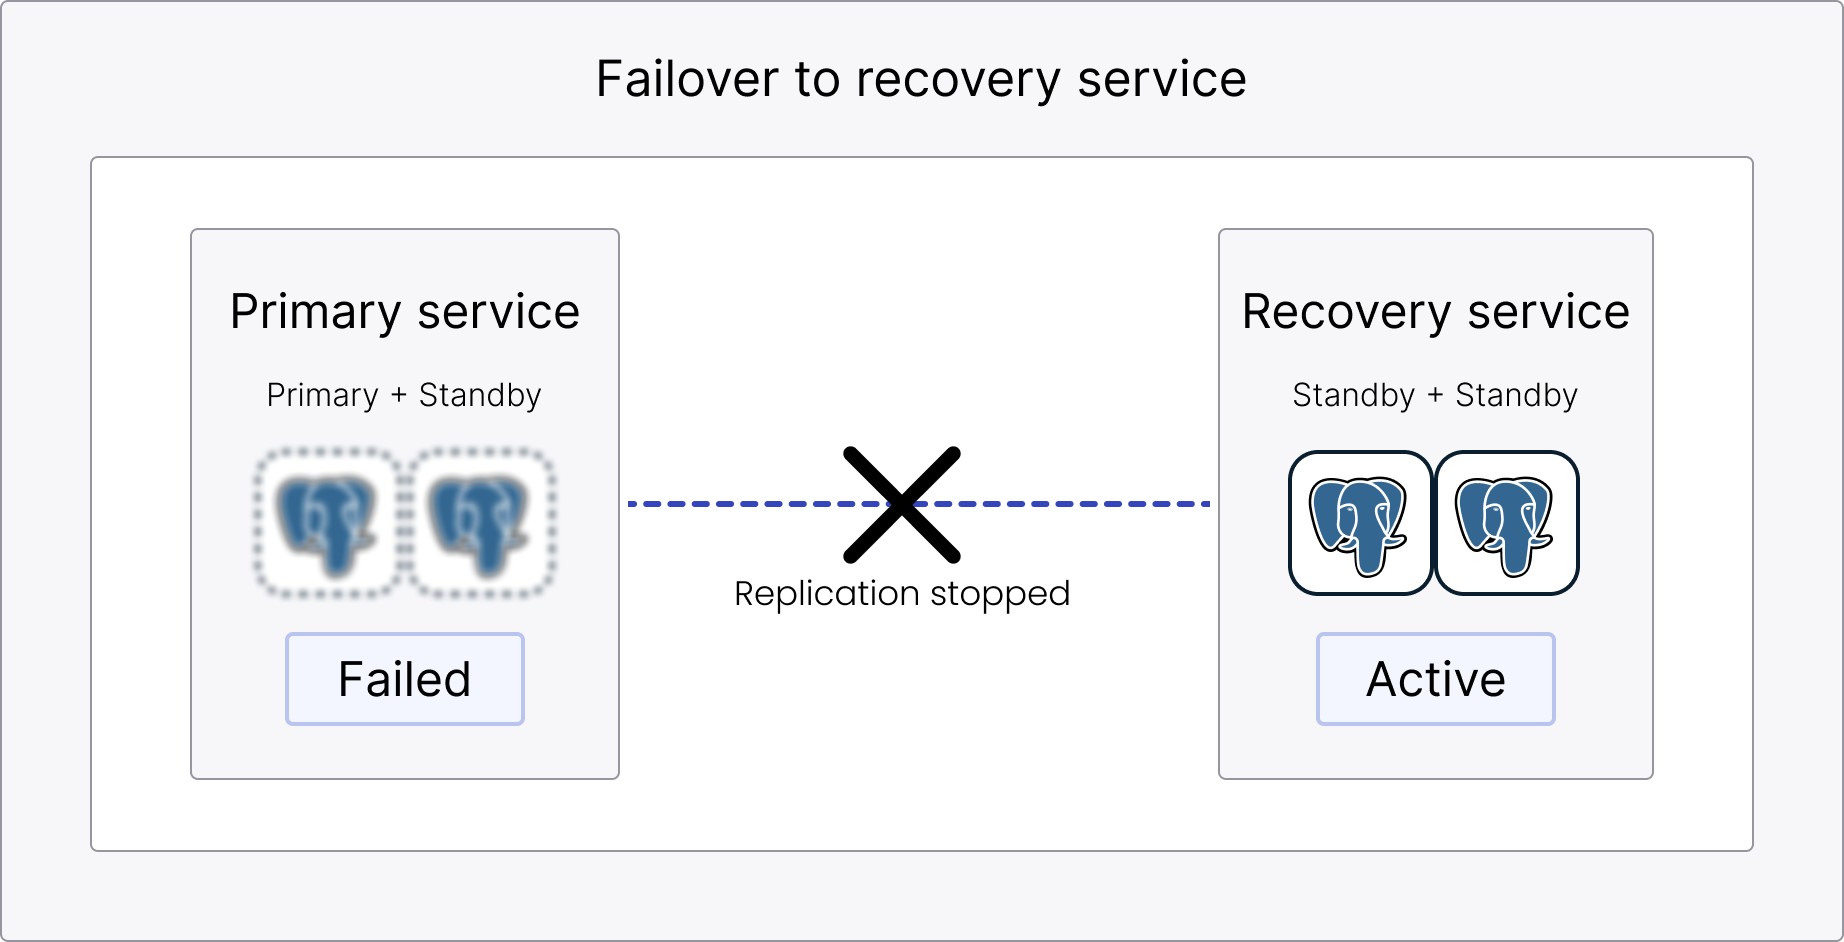 Failover to recovery service
Primary service
Primary + Standby
Failed
Replication stopped
Recovery service
Standby + Standby
Active